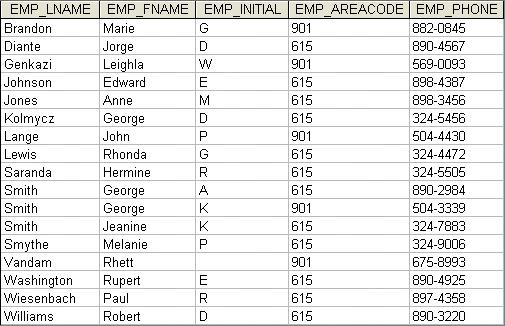 EMP_LNAME EMP_FNAME EMP_INITIAL EMP_AREACODE EMP_PHONE
Brandon Marie G 901 882-0845
Diante Jorge D 615 890-4567
Genkazi Leighla W 901 569-0093
Johnson Edward E 615 898-4387
Jones Anne M 615 898-3456
Kolmycz George D 615 324-5456
Lange John P 901 504-4430
Lewis Rhonda G 615 324-4472
Saranda Hermine R 615 324-5505
Smith George A 615 890-2984
Smith George K 901 504-3339
Smith Jeanine K 615 324-7883
Smythe Melanie P 615 324-9006
Vandam Rhett 901 675-8993
Washington Rupert E 615 890-4925
Wiesenbach Paul R 615 897-4358
Williams Robert D 615 890-3220